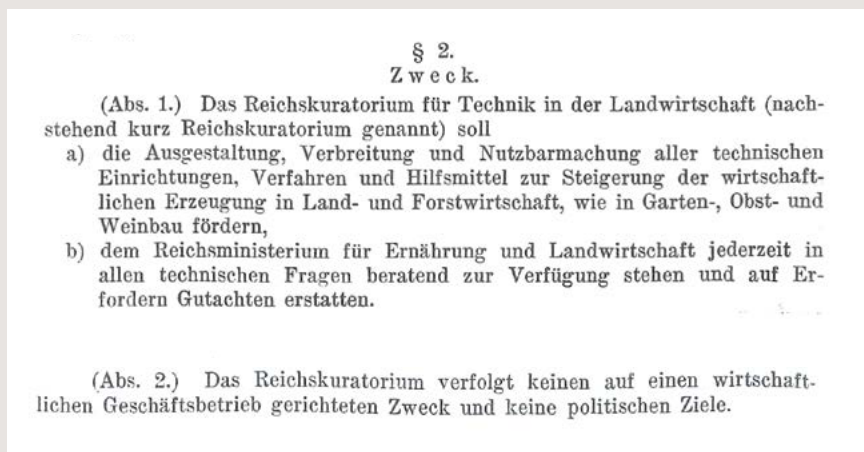 § 2.
Zweck.
(Abs. 1.) Das Reichskuratorium für Technik in der Landwirtschaft (nach-
stehend kurz Reichskuratorium genannt) soll
a) die Ausgestaltung, Verbreitung und Nutzbarmachung aller technischen
Einrichtungen, Verfahren und Hilfsmittel zur Steigerung der wirtschaft-
lichen Erzeugung in Land- und Forstwirtschaft, wie in Garten-, Obst- und
Weinbau fördern,
b) dem Reichsministerium für Ernährung und Landwirtschaft jederzeit in
allen technischen Fragen beratend zur Verfügung stehen und auf Er-
fordern Gutachten erstatten.
(Abs. 2.) Das Reichskuratorium verfolgt keinen auf einen wirtschaft-
lichen Geschäftsbetrieb gerichteten Zweck und keine politischen Ziele.